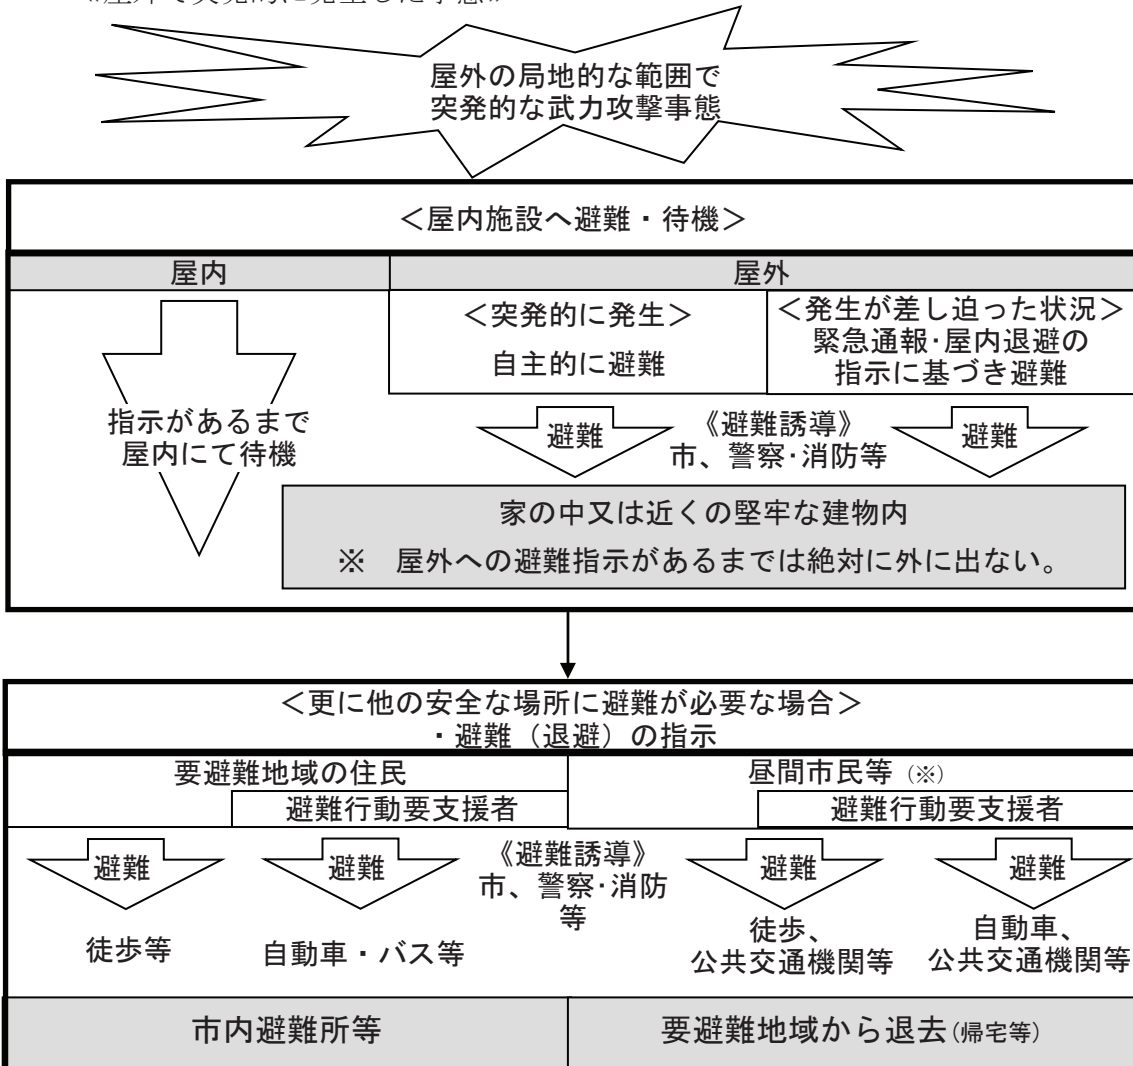 屋外の局地的な範囲で
突発的な武力攻撃事態
＜屋内施設へ避難・待機＞
屋内
屋外
＜突発的に発生＞
自主的に避難
＜発生が差し迫った状況＞
緊急通報･屋内退避の
指示に基づき避難
指示があるまで
屋内にて待機
避難
《避難誘導》
市、警察･消防等
避難
家の中又は近くの堅牢な建物内
※　屋外への避難指示があるまでは絶対に外に出ない。
＜更に他の安全な場所に避難が必要な場合＞
・避難（退避）の指示
要避難地域の住民
避難行動要支援者
昼間市民等（※）
避難行動要支援者
避難
避難
《避難誘導》
市、警察･消防
等
避難
避難
徒歩等
自動車・バス等
徒歩、
公共交通機関等
自動車、
公共交通機関等
市内避難所等
要避難地域から退去(帰宅等)